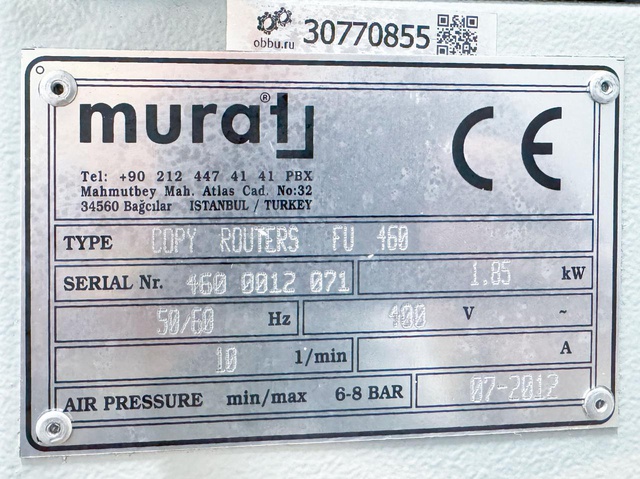 obbu.ru 30770855
murat®
CE
Tel: +90 212 447 41 41 PBX
Mahmutbey Mah. Atlas Cad. No:32
34560 Bağcılar ISTANBUL / TURKEY
TYPE COPY ROUTERS FU 460
SERIAL Nr. 460 0012 071 1.85 kW
50/60 Hz 400 V ~
10 1/min A
AIR PRESSURE min/max 6-8 BAR 07-2012